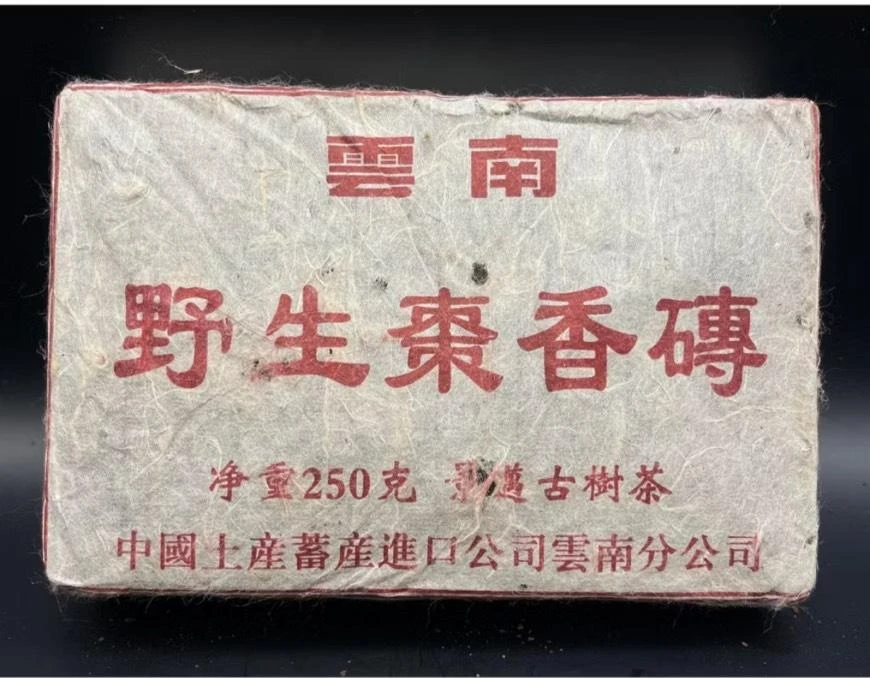 雲南
野生棗香磚
净重250克 景邁古樹茶
中國土産蓄産進口公司雲南分公司